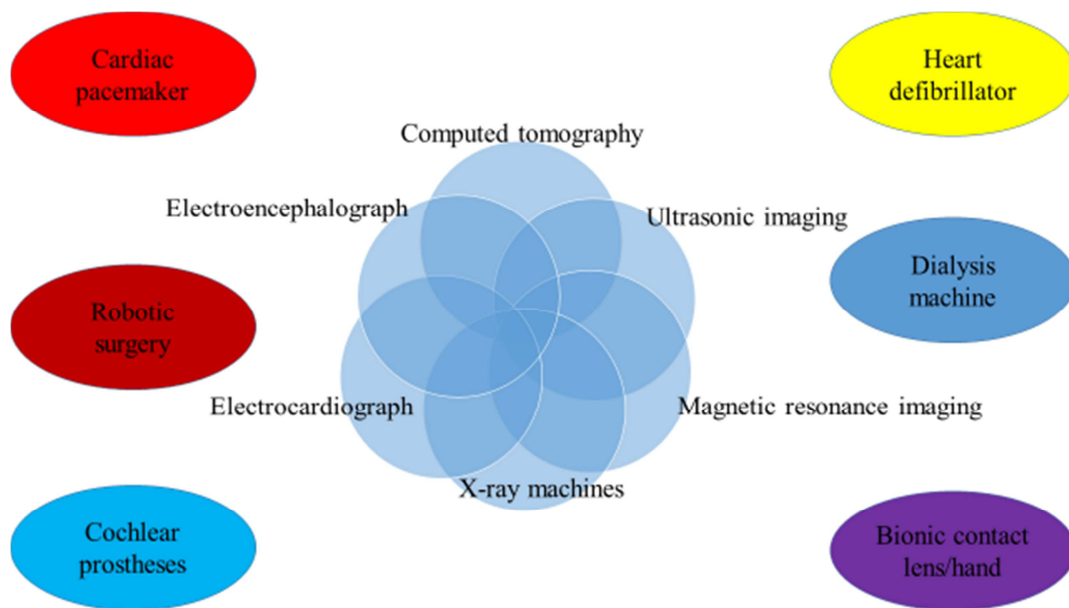 Cardiac
pacemaker
Heart
defibrillator
Computed tomography
Electroencephalograph
Ultrasonic imaging
Robotic
surgery
Dialysis
machine
Electrocardiograph
Magnetic resonance imaging
X-ray machines
Cochlear
prostheses
Bionic contact
lens/hand